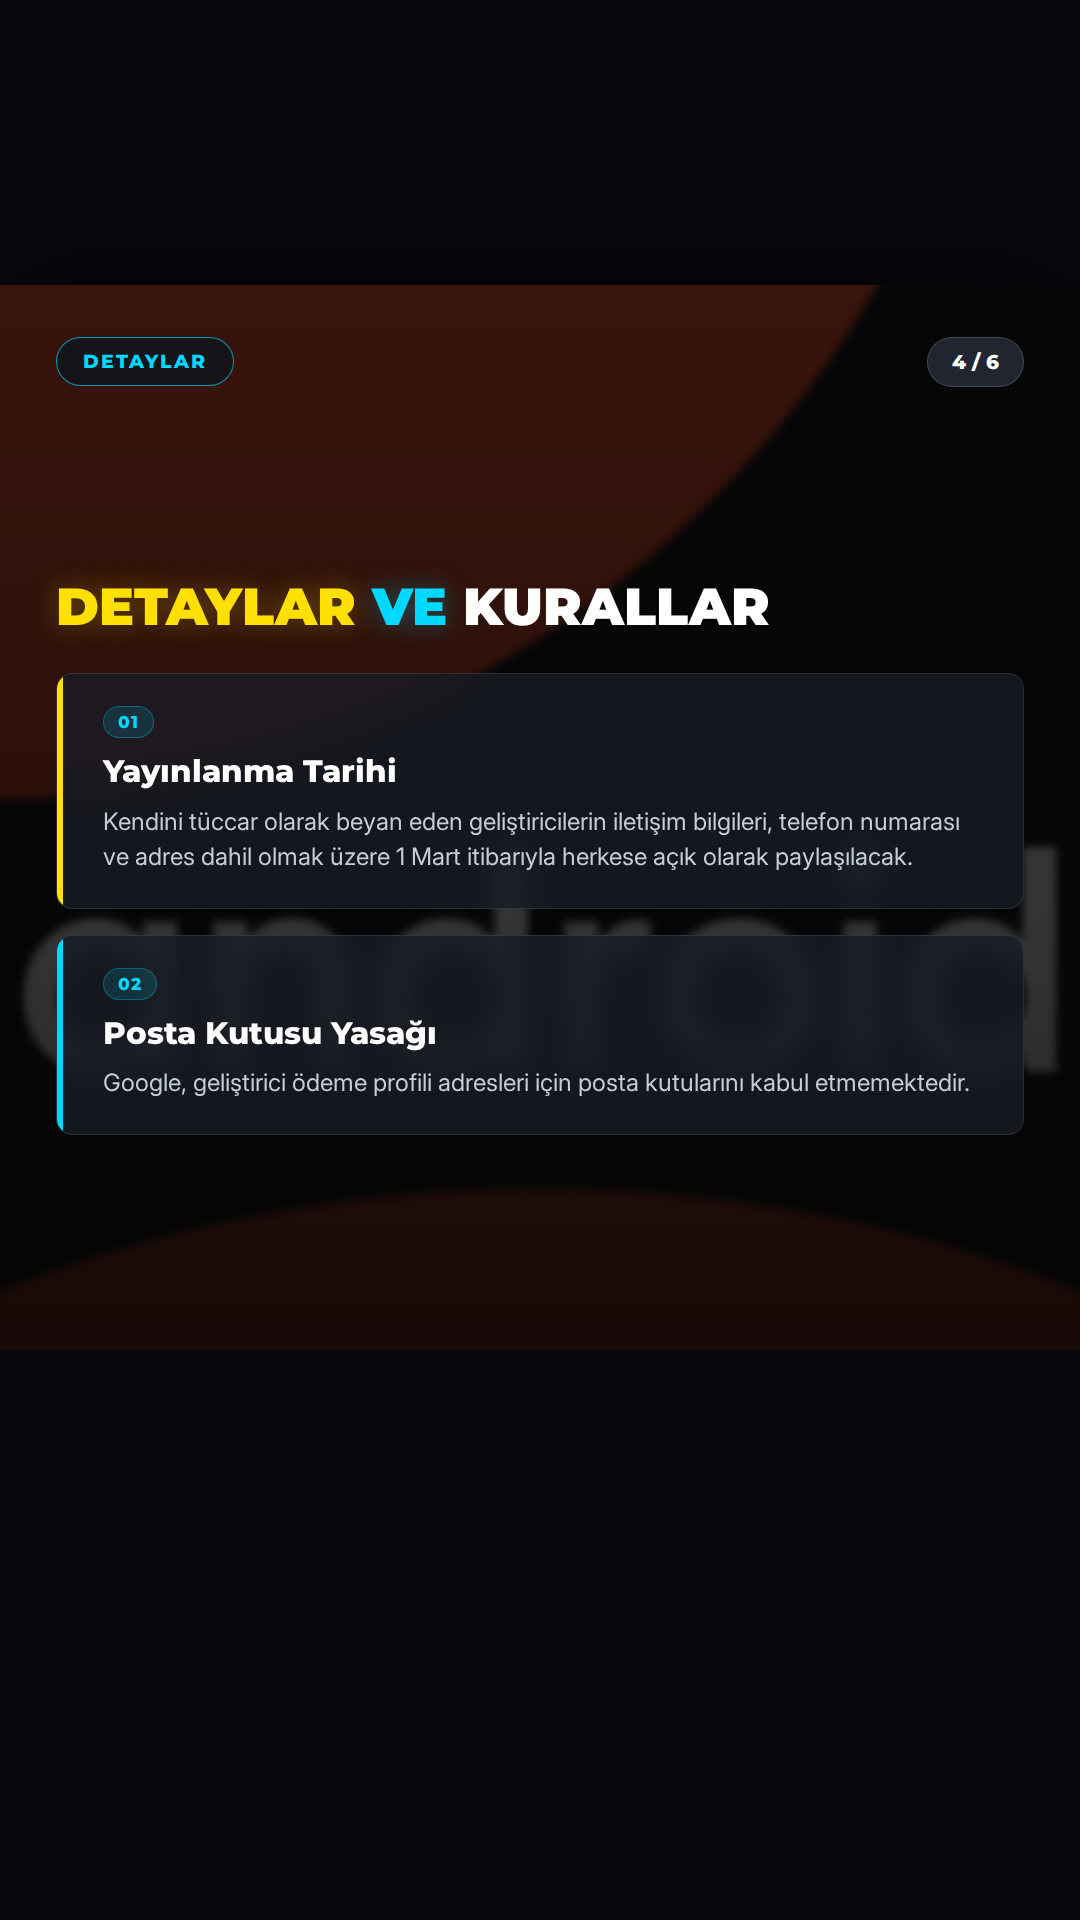 DETAYLAR
4 / 6
DETAYLAR VE KURALLAR
01
Yayınlanma Tarihi
Kendini tüccar olarak beyan eden geliştiricilerin iletişim bilgileri, telefon numarası
ve adres dahil olmak üzere 1 Mart itibarıyla herkese açık olarak paylaşılacak.
android
02
Posta Kutusu Yasağı
Google, geliştirici ödeme profili adresleri için posta kutularını kabul etmemektedir.